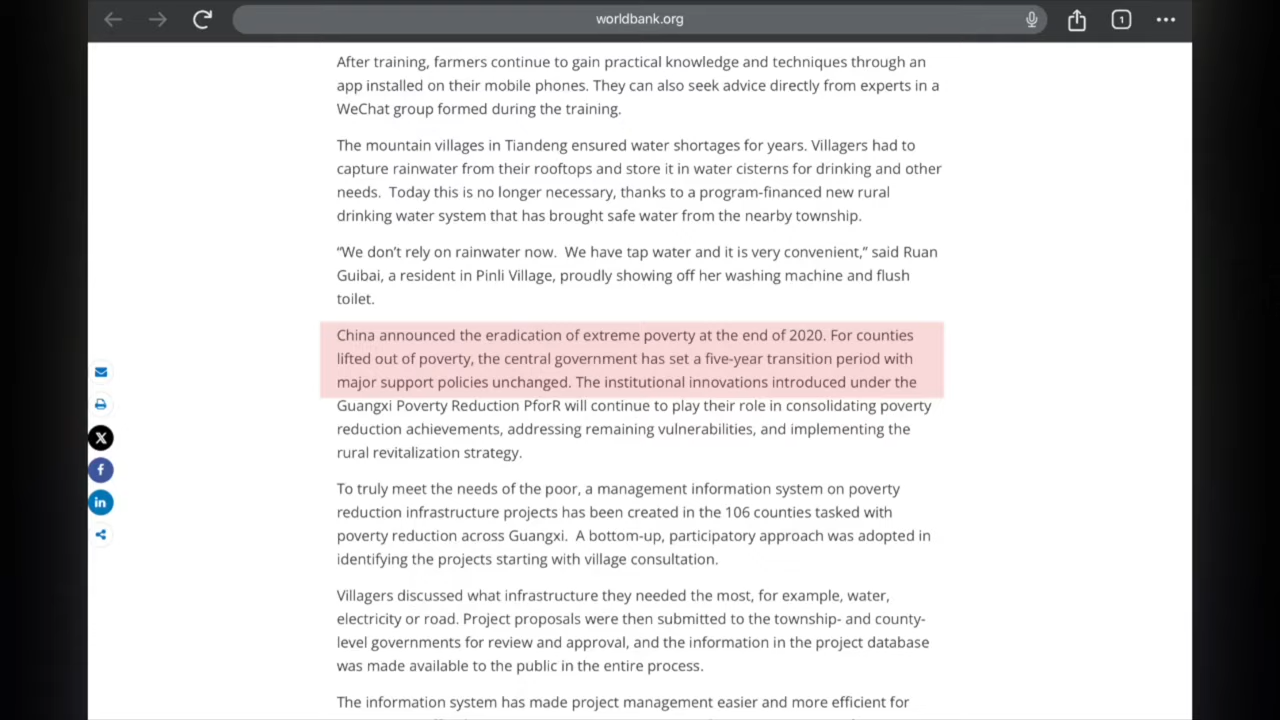 worldbank.org
1
After training, farmers continue to gain practical knowledge and techniques through an
app installed on their mobile phones. They can also seek advice directly from experts in a
WeChat group formed during the training.
The mountain villages in Tiandeng ensured water shortages for years. Villagers had to
capture rainwater from their rooftops and store it in water cisterns for drinking and other
needs.  Today this is no longer necessary, thanks to a program-financed new rural
drinking water system that has brought safe water from the nearby township.
“We don’t rely on rainwater now.  We have tap water and it is very convenient,” said Ruan
Guibai, a resident in Pinli Village, proudly showing off her washing machine and flush
toilet.
China announced the eradication of extreme poverty at the end of 2020. For counties
lifted out of poverty, the central government has set a five-year transition period with
major support policies unchanged. The institutional innovations introduced under the
Guangxi Poverty Reduction PforR will continue to play their role in consolidating poverty
reduction achievements, addressing remaining vulnerabilities, and implementing the
rural revitalization strategy.
To truly meet the needs of the poor, a management information system on poverty
reduction infrastructure projects has been created in the 106 counties tasked with
poverty reduction across Guangxi.  A bottom-up, participatory approach was adopted in
identifying the projects starting with village consultation.
Villagers discussed what infrastructure they needed the most, for example, water,
electricity or road. Project proposals were then submitted to the township- and county-
level governments for review and approval, and the information in the project database
was made available to the public in the entire process.
The information system has made project management easier and more efficient for